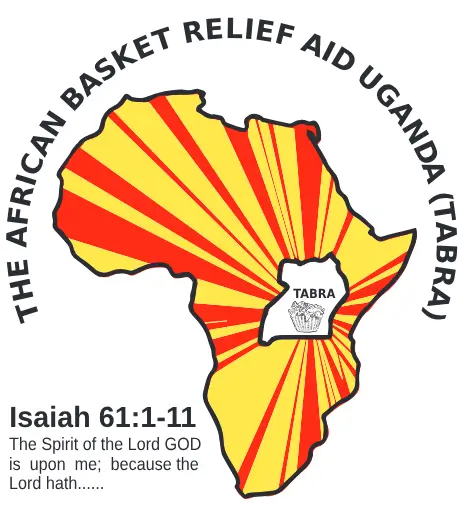 THE AFRICAN BASKET RELIEF AID UGANDA (TABRA)
TABRA
Isaiah 61:1-11
The Spirit of the Lord GOD
is upon me; because the
Lord hath......